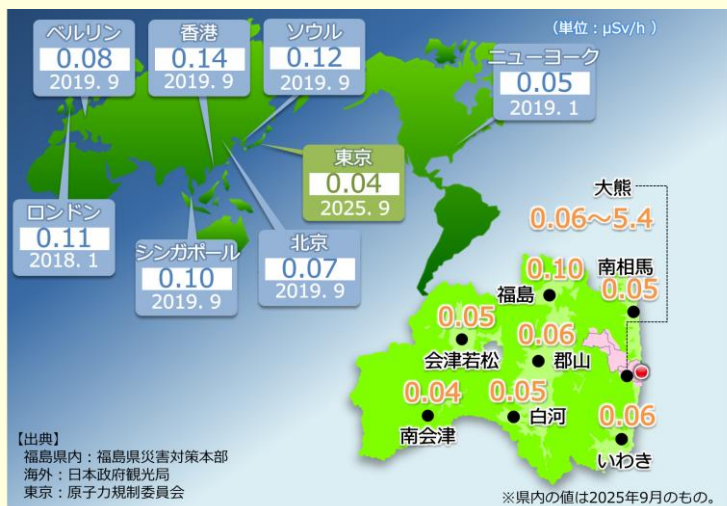 (単位：μSv/h )
ベルリン
0.08
2019. 9
香港
0.14
2019. 9
ソウル
0.12
2019. 9
ニューヨーク
0.05
2019. 1
東京
0.04
2025. 9
ロンドン
0.11
2018. 1
シンガポール
0.10
2019. 9
北京
0.07
2019. 9
大熊
0.06～5.4
0.10
福島
南相馬
0.05
0.05
会津若松
0.06
郡山
0.04
南会津
0.05
白河
0.06
いわき
【出典】
福島県内：福島県災害対策本部
海外：日本政府観光局
東京：原子力規制委員会
※県内の値は2025年9月のもの。